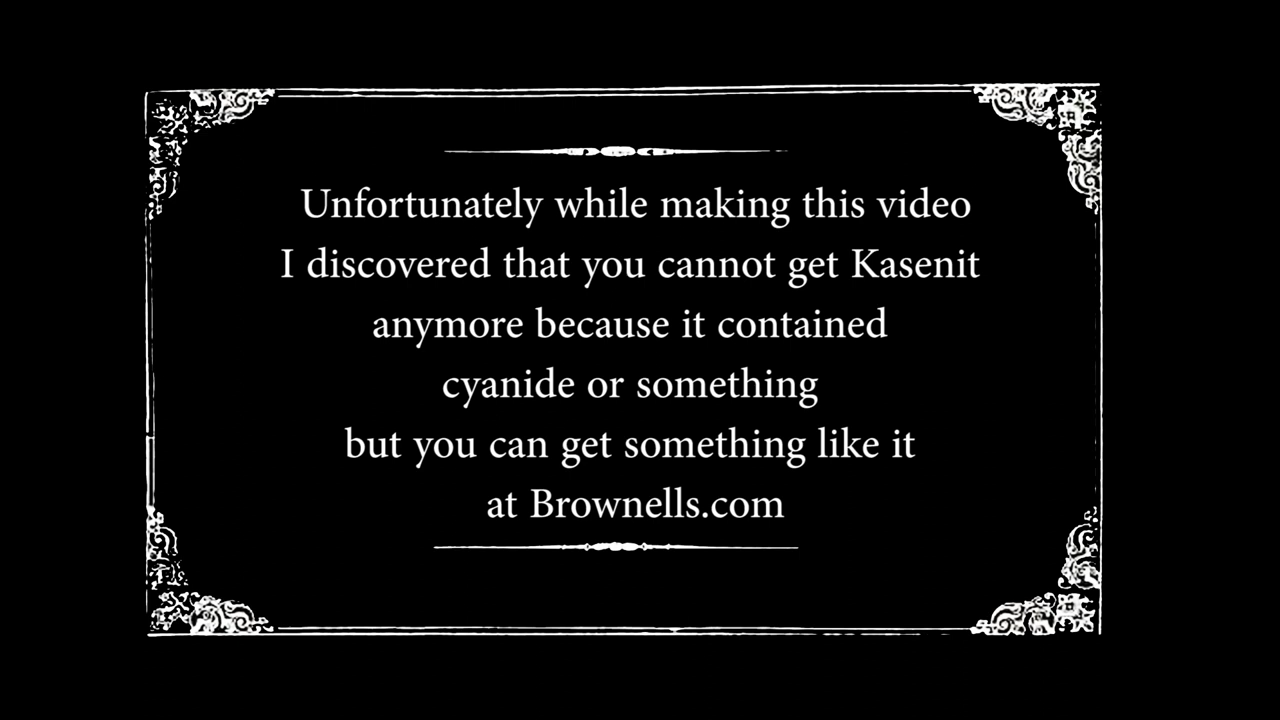 Unfortunately while making this video
I discovered that you cannot get Kasenit
anymore because it contained
cyanide or something
but you can get something like it
at Brownells.com